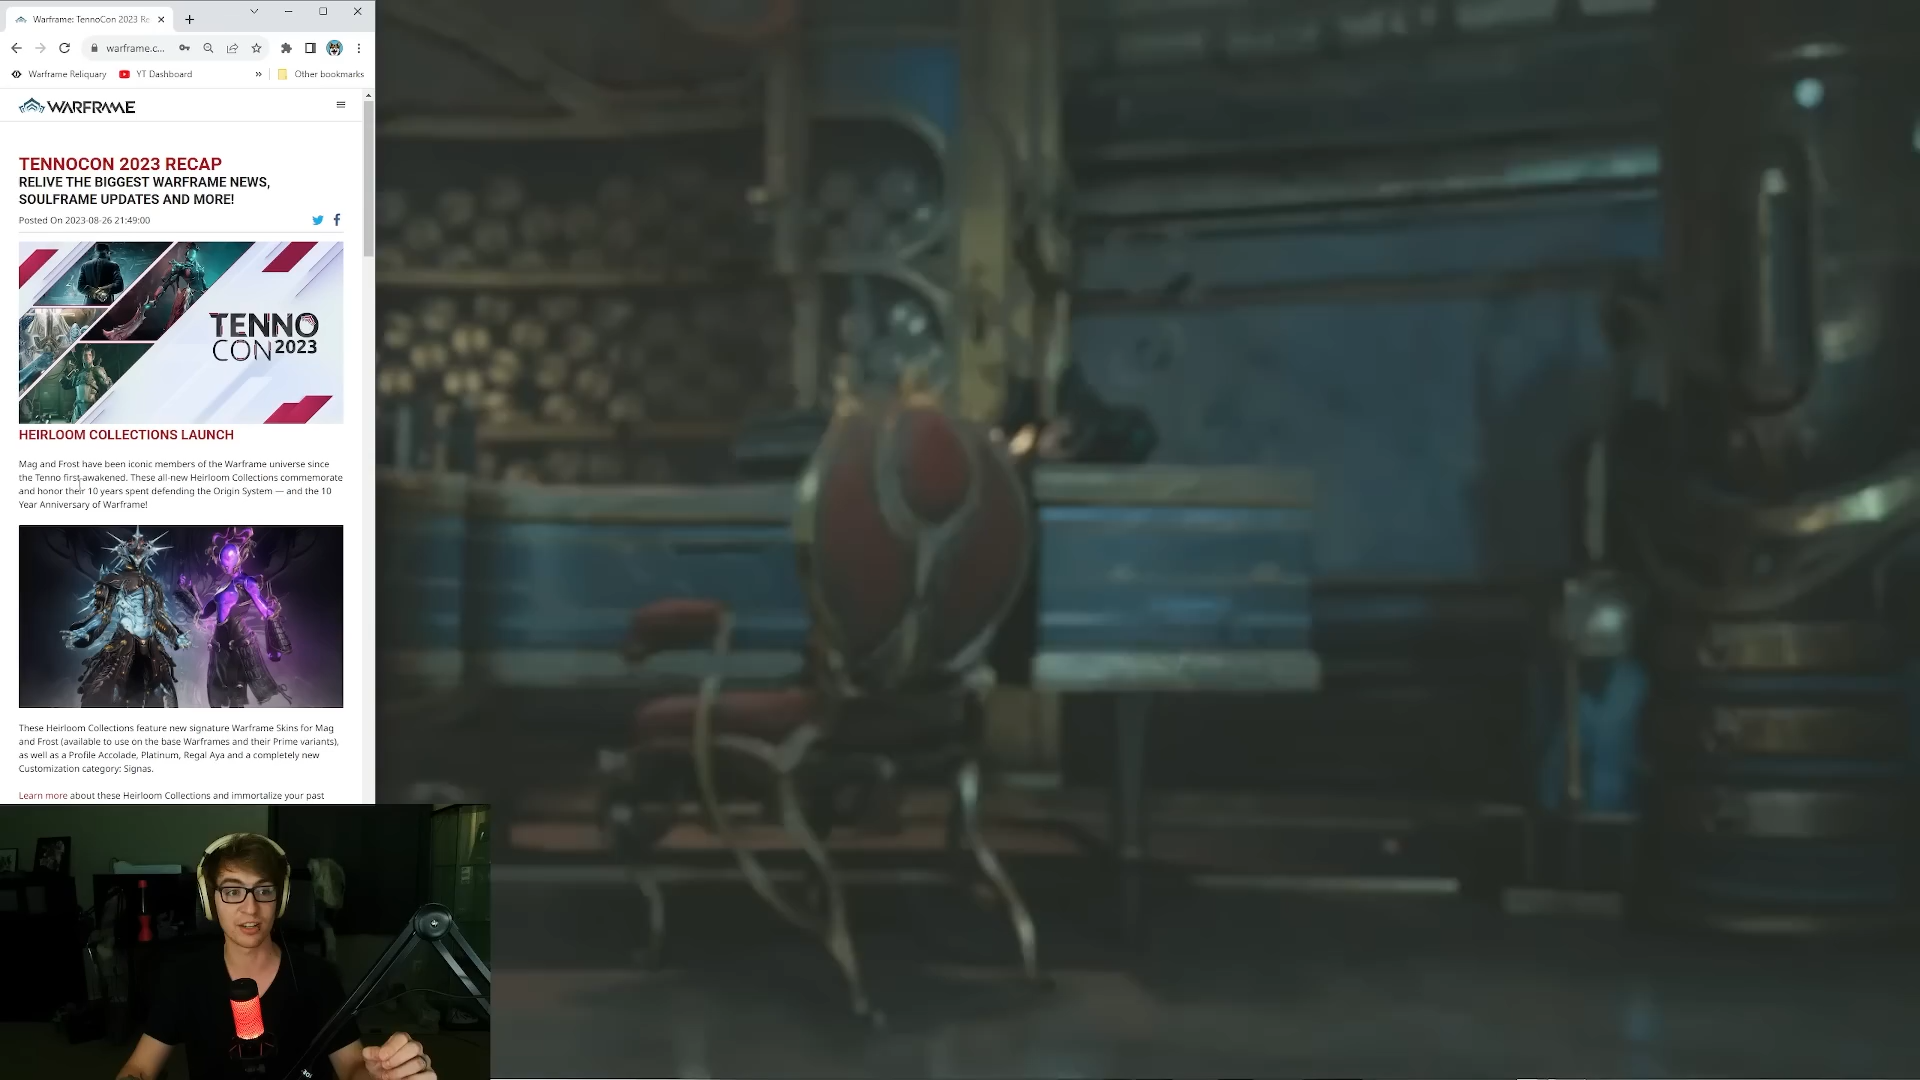 Warframe: TennoCon 2023 Re
warframe.c...
Warframe Reliquary
YT Dashboard
»
Other bookmarks
WARFRAME
TENNOCON 2023 RECAP
RELIVE THE BIGGEST WARFRAME NEWS,
SOULFRAME UPDATES AND MORE!
Posted On 2023-08-26 21:49:00
TENNO
CON 2023
HEIRLOOM COLLECTIONS LAUNCH
Mag and Frost have been iconic members of the Warframe universe since
the Tenno first awakened. These all-new Heirloom Collections commemorate
and honor their 10 years spent defending the Origin System — and the 10
Year Anniversary of Warframe!
These Heirloom Collections feature new signature Warframe Skins for Mag
and Frost (available to use on the base Warframes and their Prime variants),
as well as a Profile Accolade, Platinum, Regal Aya and a completely new
Customization category: Signas.
Learn more about these Heirloom Collections and immortalize your past